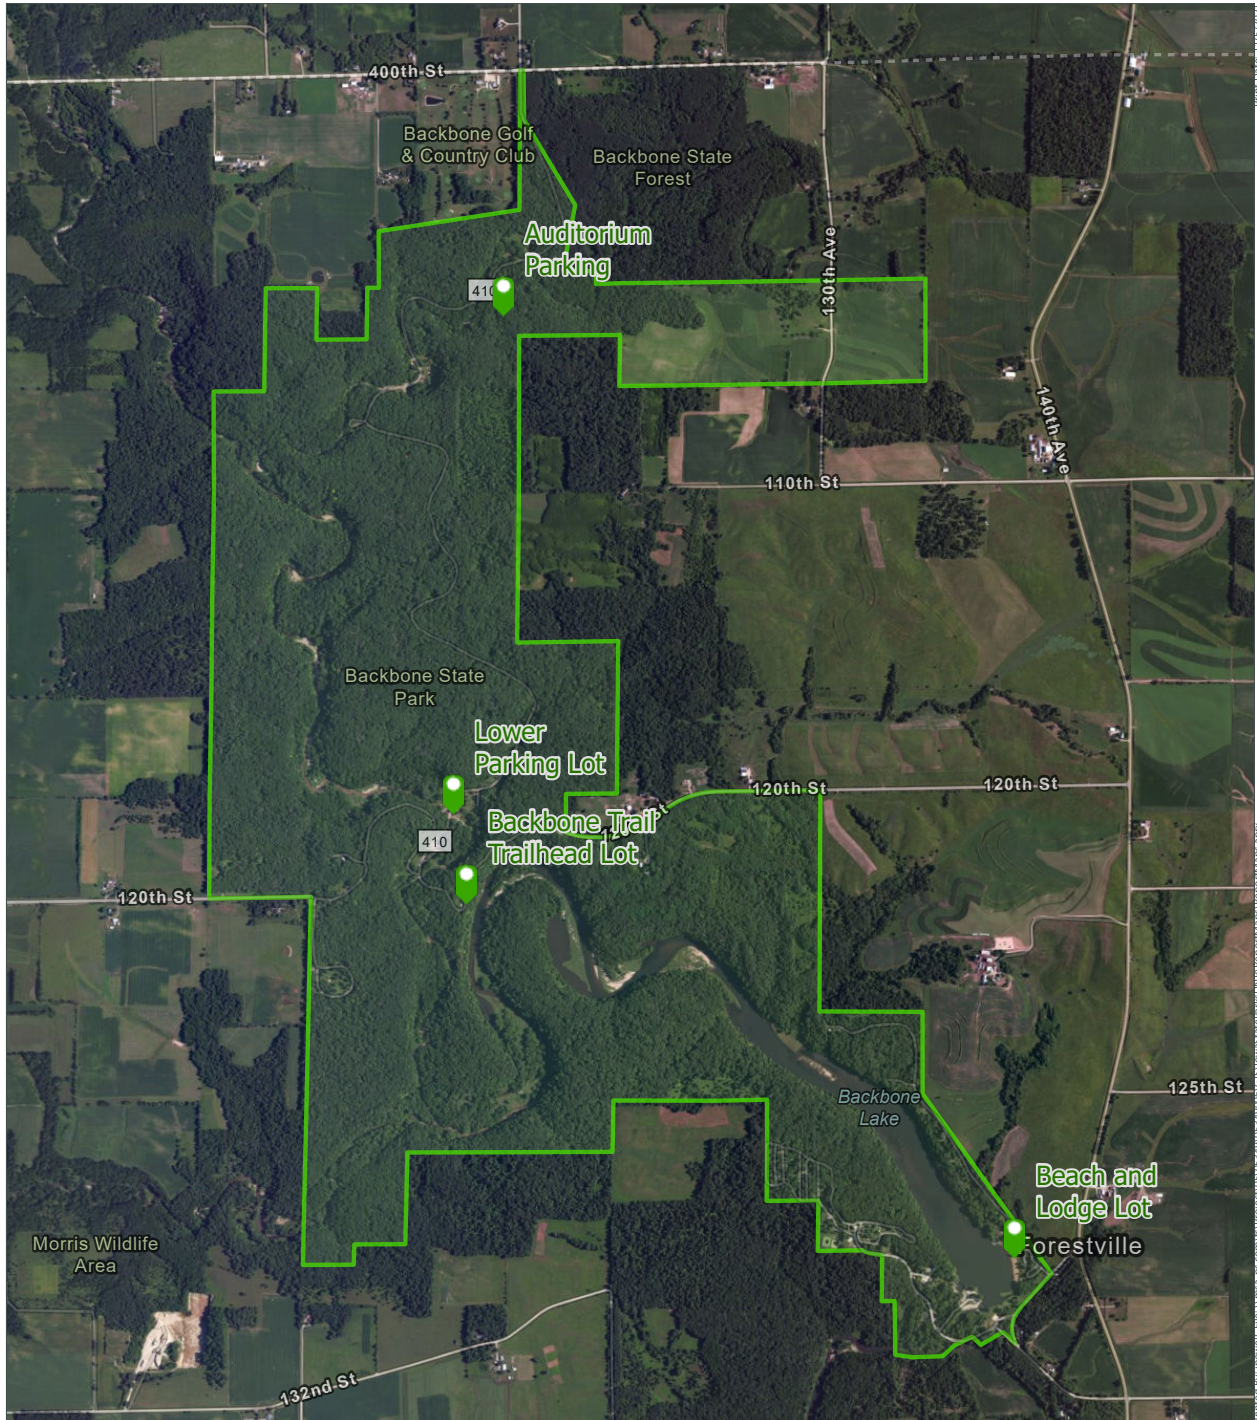 400th St
Backbone Golf
& Country Club
Backbone State
Forest
Auditorium
Parking
410
130th Ave
140th Ave
110th St
Backbone State
Park
Lower
Parking Lot
120th St
120th St
Backbone Trail
Trailhead Lot
410
120th St
125th St
Backbone
Lake
Beach and
Lodge Lot
Forestville
Morris Wildlife
Area
132nd St